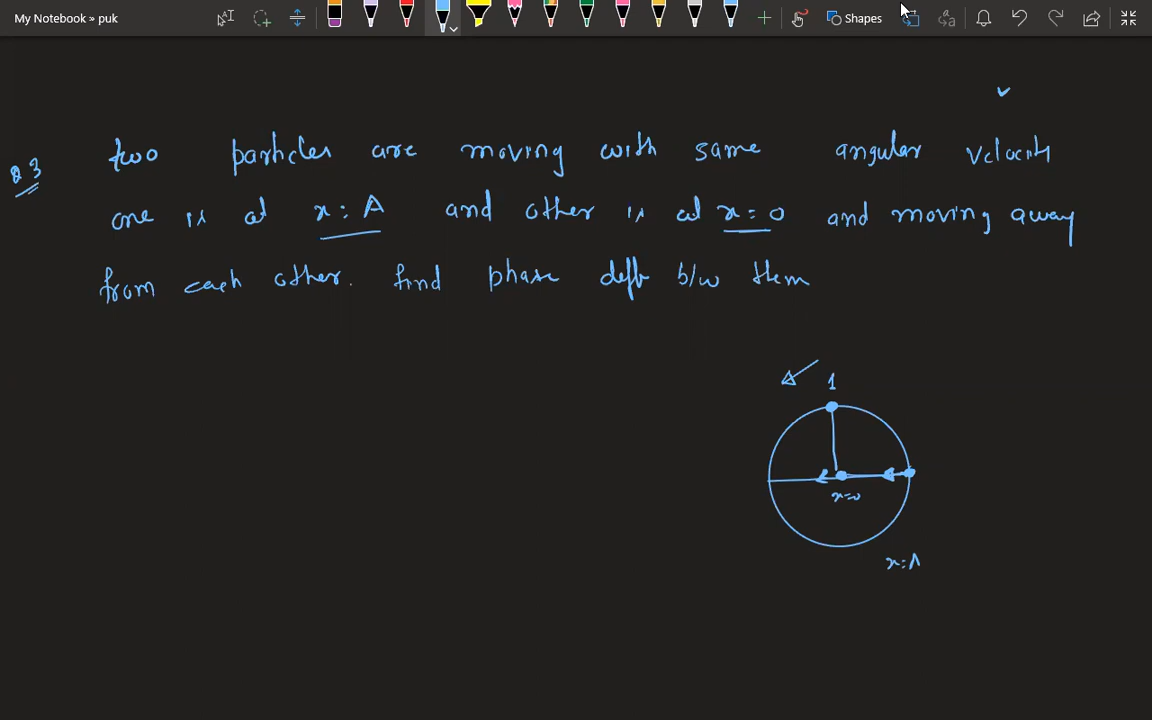 My Notebook » puk
Shapes
Q3
two particles are moving with same angular velocity
one is at x = A and other is at x = 0 and moving away
from each other. find phase deff b/w them
1
x=0
x=A